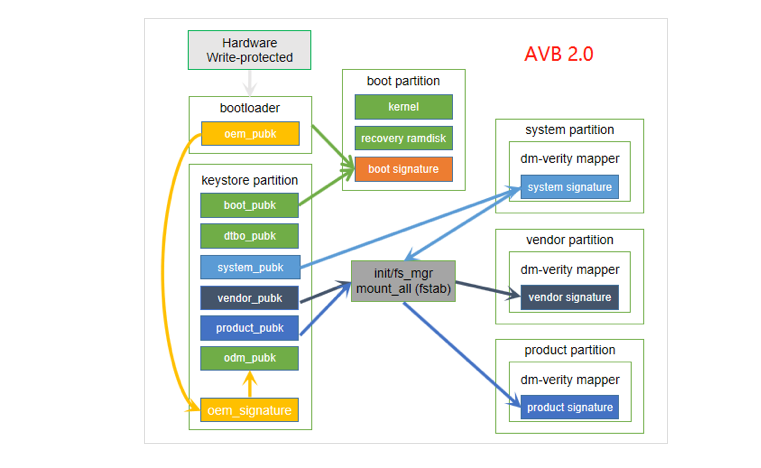 Hardware
Write-protected
AVB 2.0
bootloader
oem_pubk
boot partition
kernel
recovery ramdisk
boot signature
keystore partition
boot_pubk
dtbo_pubk
system_pubk
vendor_pubk
product_pubk
odm_pubk
oem_signature
init/fs_mgr
mount_all (fstab)
system partition
dm-verity mapper
system signature
vendor partition
dm-verity mapper
vendor signature
product partition
dm-verity mapper
product signature